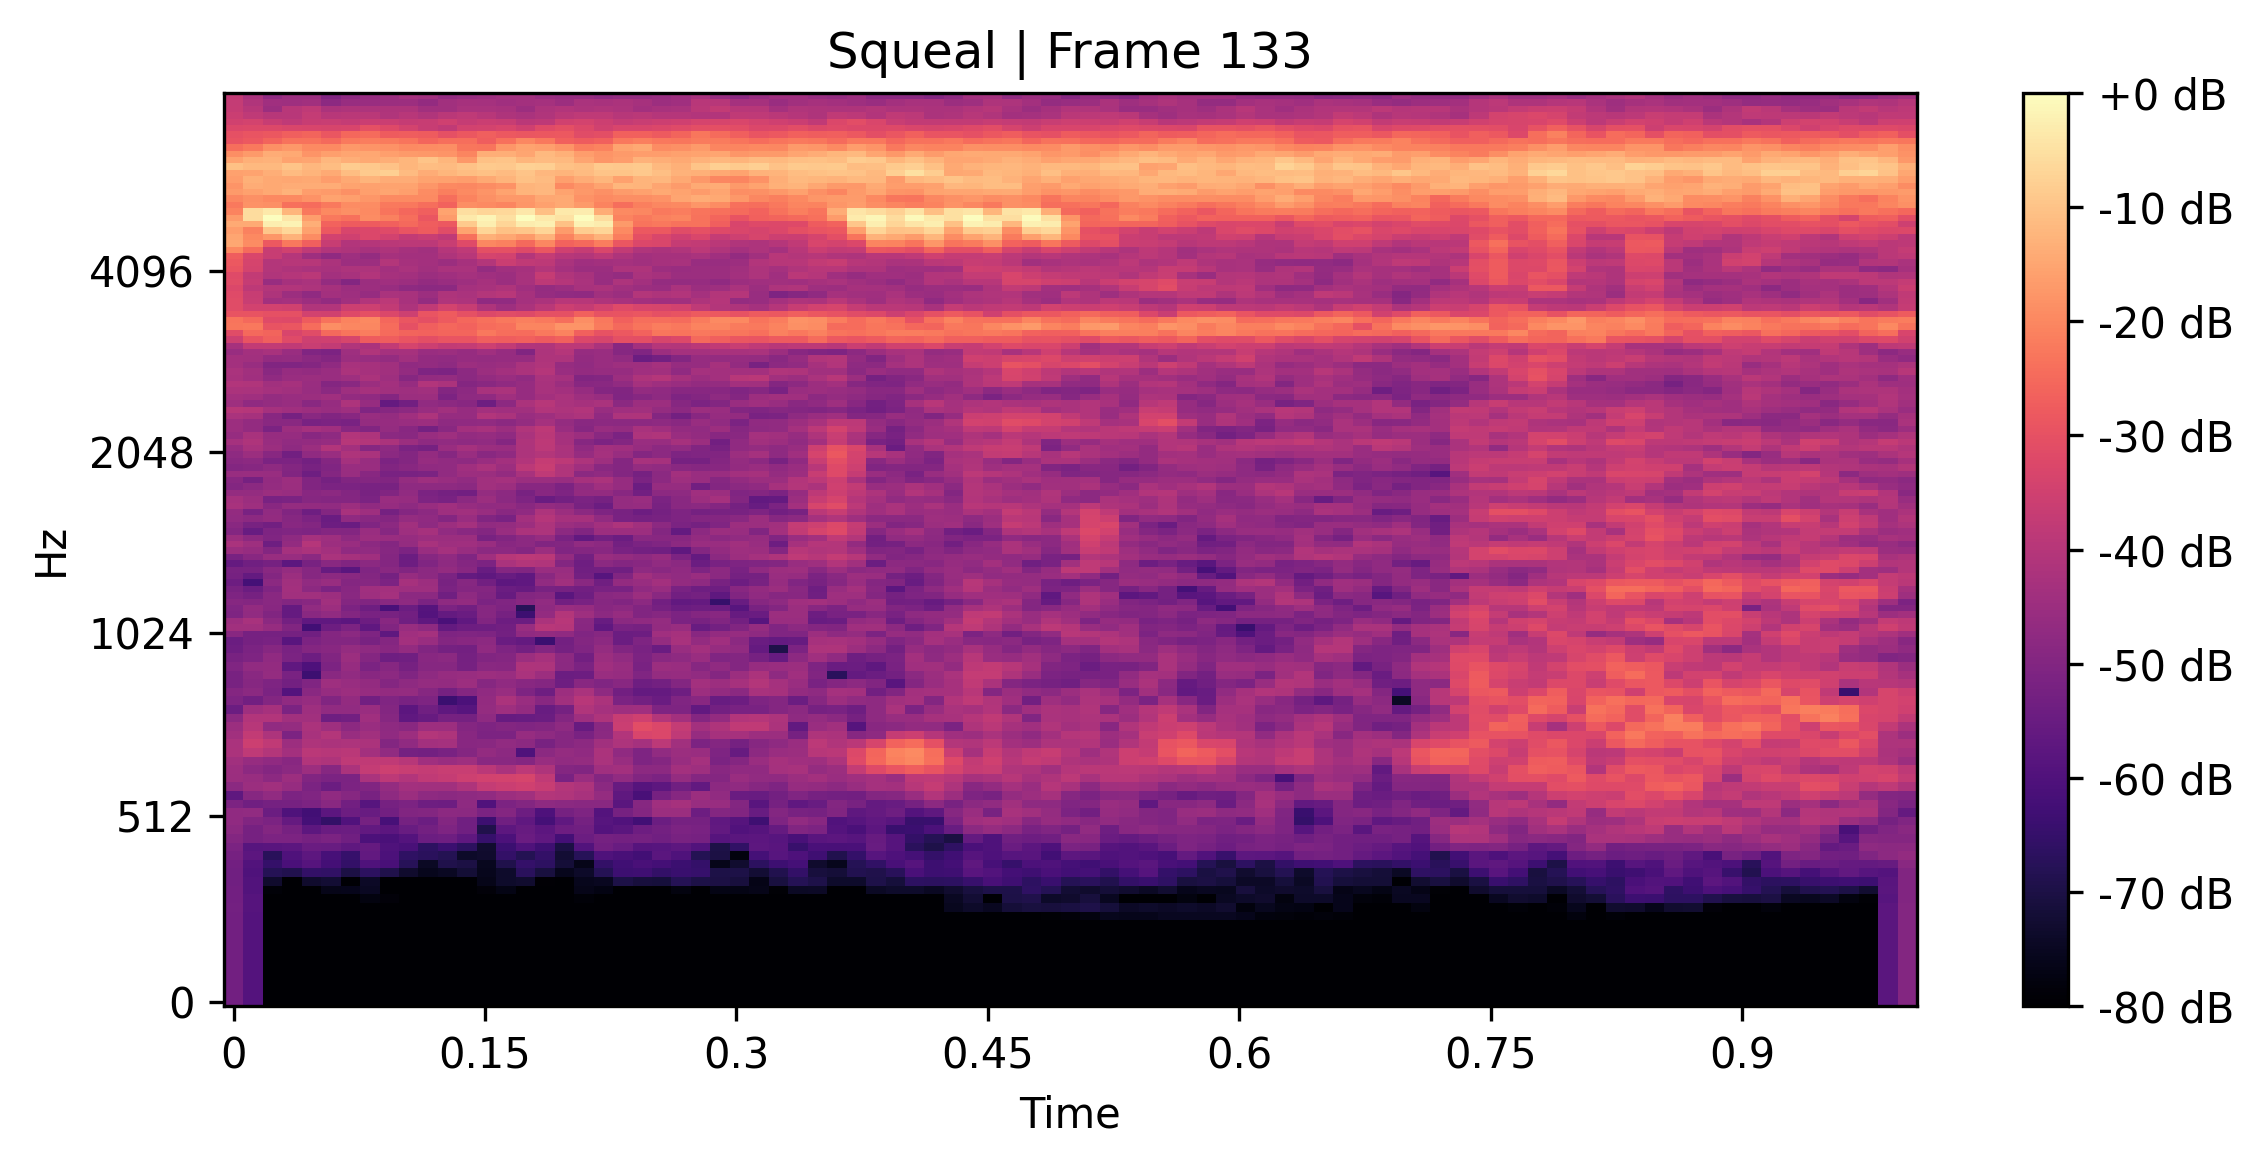 Squeal | Frame 133
+0 dB
-10 dB
-20 dB
-30 dB
-40 dB
-50 dB
-60 dB
-70 dB
-80 dB
Hz
4096
2048
1024
512
0
0 0.15 0.3 0.45 0.6 0.75 0.9
Time